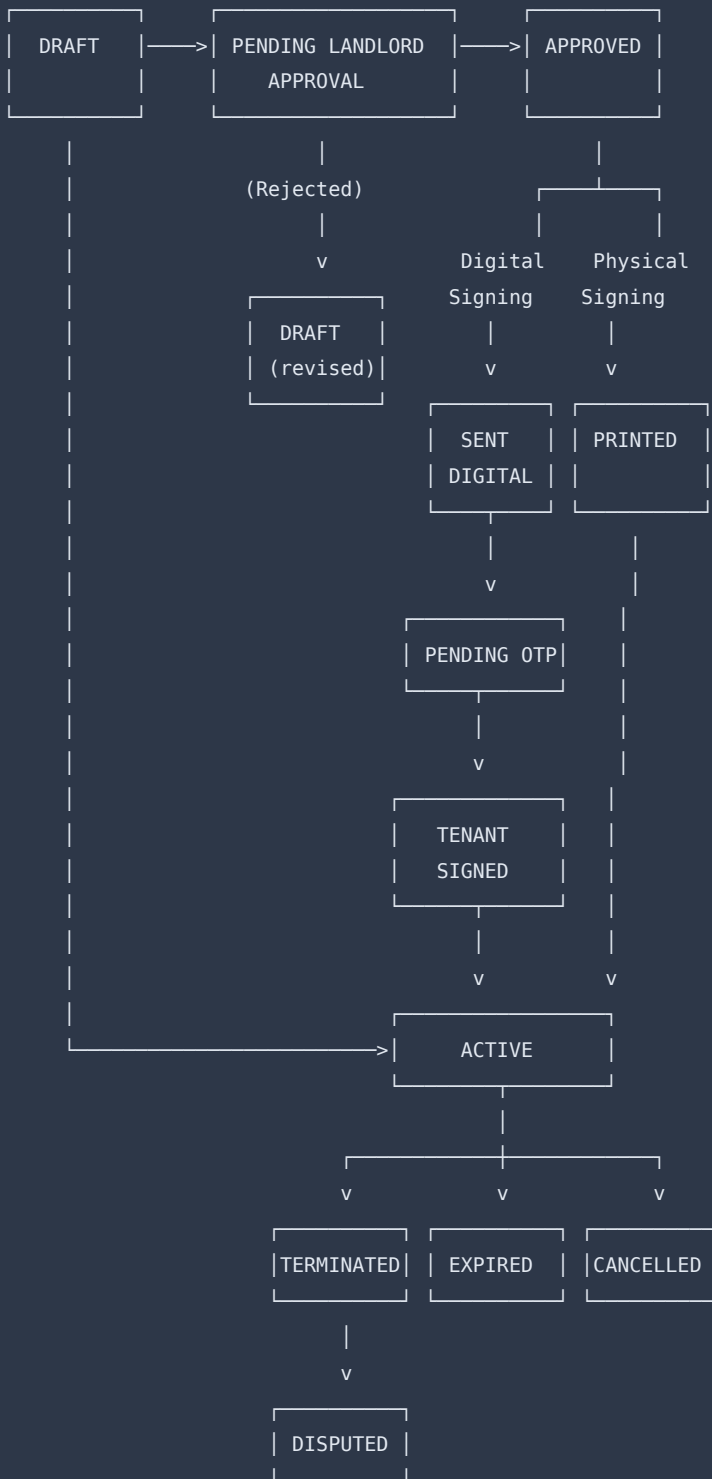 DRAFT PENDING LANDLORD APPROVED
APPROVAL
(Rejected)
v Digital Physical
Signing Signing
DRAFT
(revised) v v
SENT PRINTED
DIGITAL
v
PENDING OTP
v
TENANT
SIGNED
v v
ACTIVE
v v v
TERMINATED EXPIRED CANCELLED
v
DISPUTED